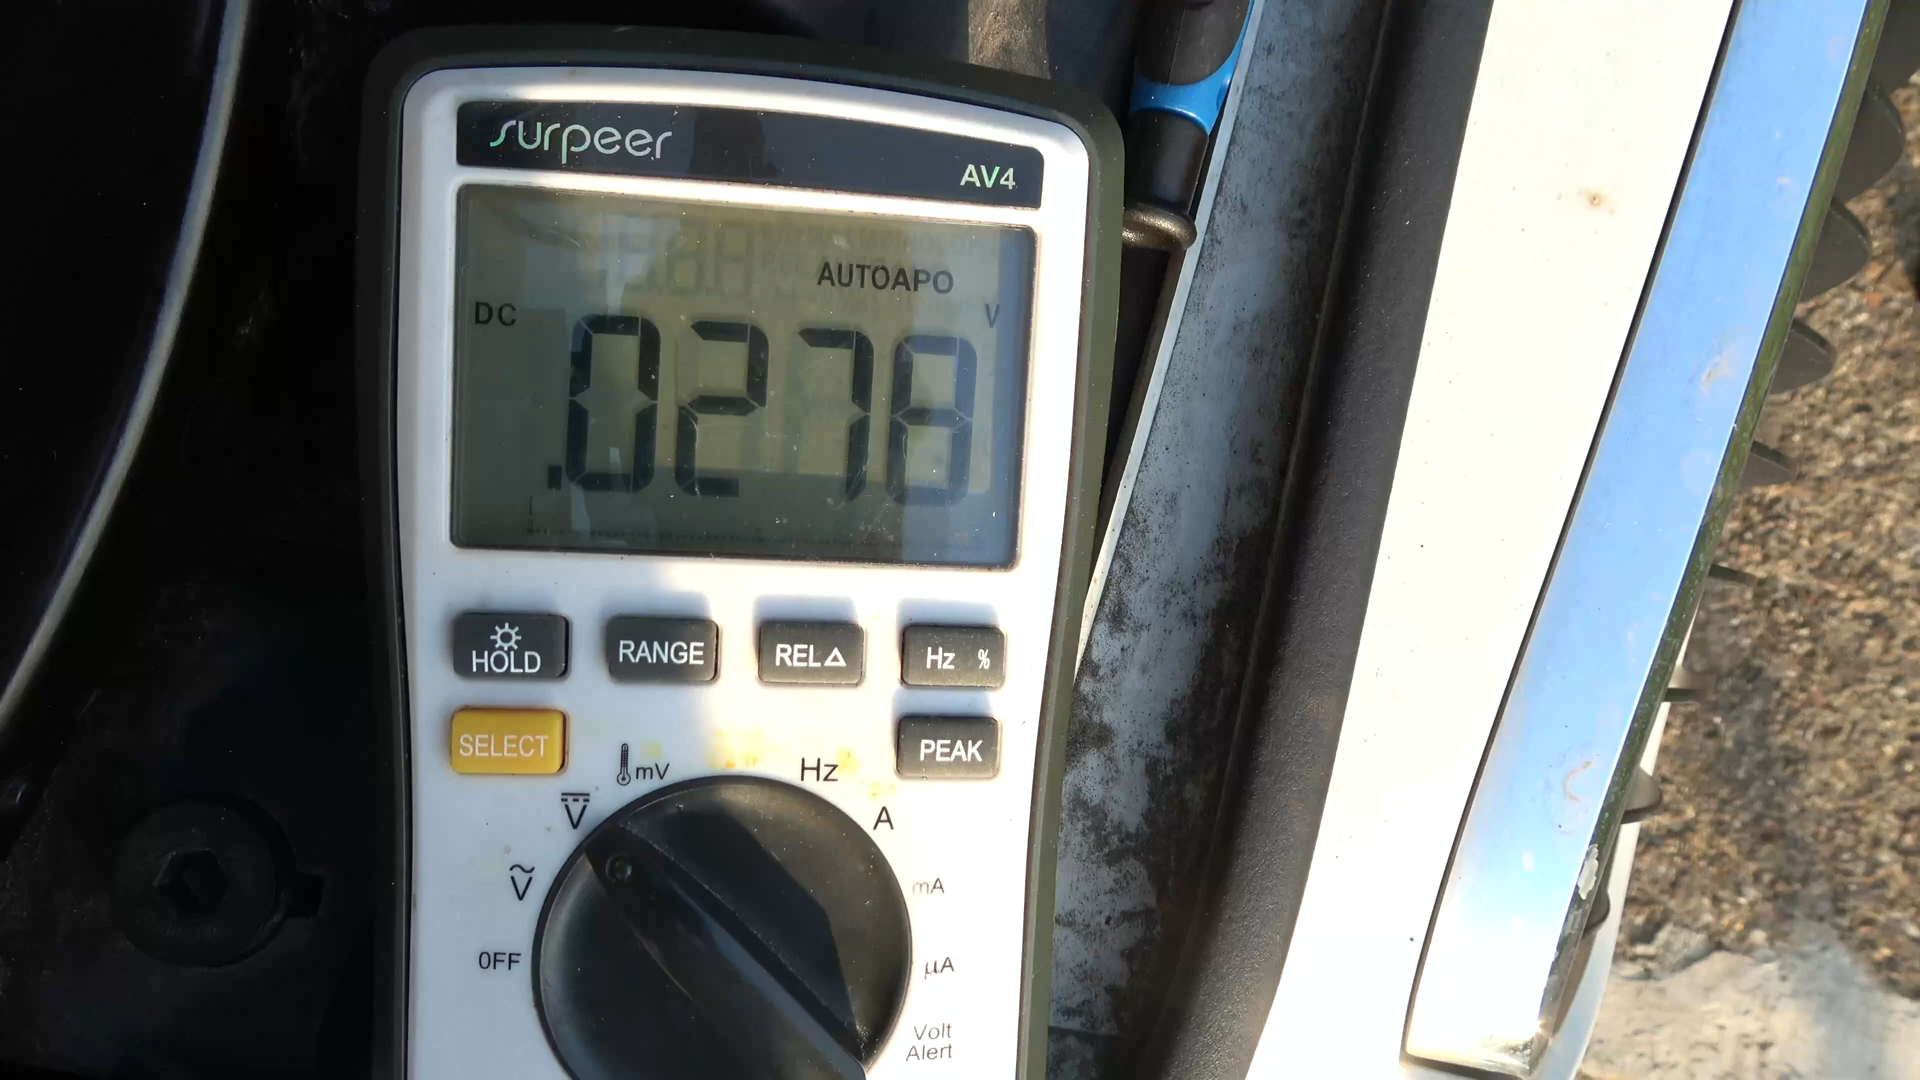 surpeer
AV4
AUTOAPO
DC V
.0278
HOLD RANGE REL△ Hz %
SELECT PEAK
mV Hz
V A
V mA
OFF µA
Volt
Alert